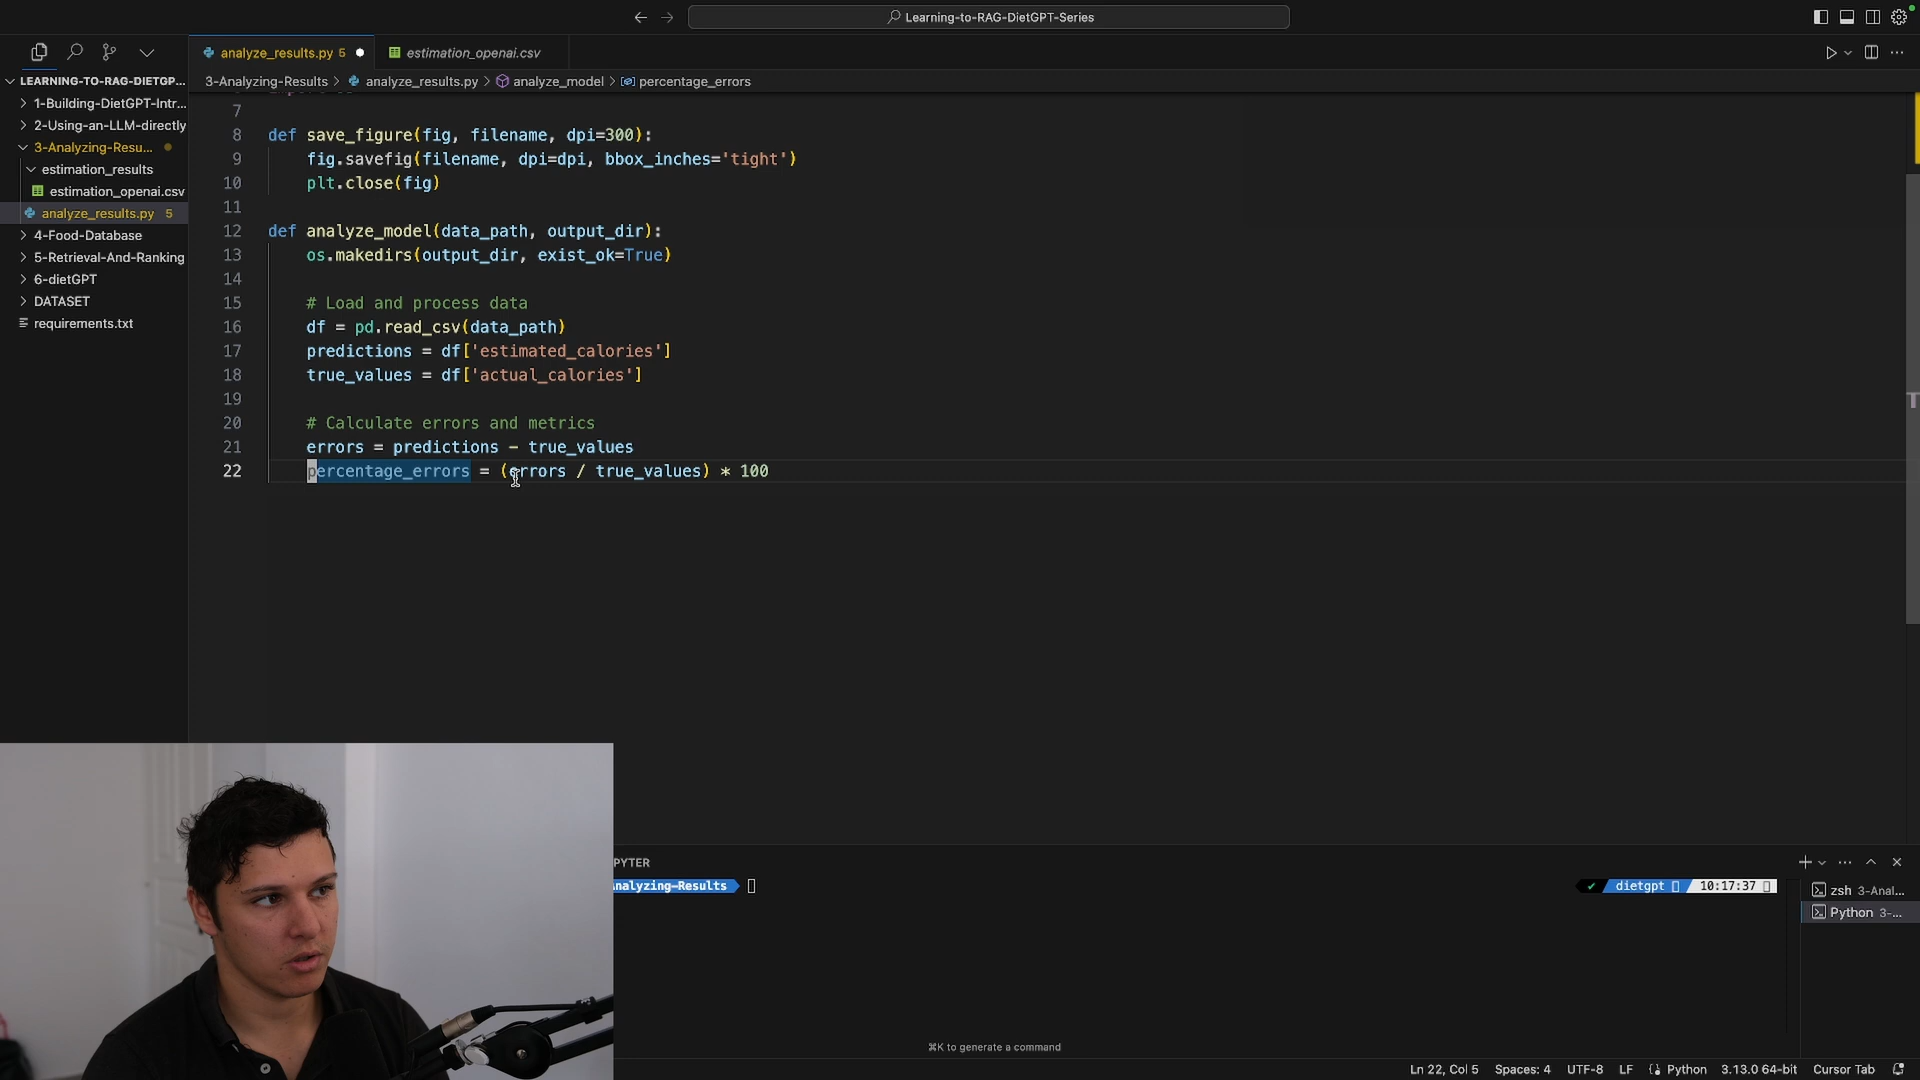 Learning-to-RAG-DietGPT-Series
analyze_results.py 5
estimation_openai.csv
LEARNING-TO-RAG-DIETGP...
3-Analyzing-Results > analyze_results.py > analyze_model > percentage_errors
1-Building-DietGPT-Intr...
2-Using-an-LLM-directly
3-Analyzing-Resu...
estimation_results
estimation_openai.csv
analyze_results.py 5
4-Food-Database
5-Retrieval-And-Ranking
6-dietGPT
DATASET
requirements.txt
7
8 def save_figure(fig, filename, dpi=300):
9 fig.savefig(filename, dpi=dpi, bbox_inches='tight')
10 plt.close(fig)
11
12 def analyze_model(data_path, output_dir):
13 os.makedirs(output_dir, exist_ok=True)
14
15 # Load and process data
16 df = pd.read_csv(data_path)
17 predictions = df['estimated_calories']
18 true_values = df['actual_calories']
19
20 # Calculate errors and metrics
21 errors = predictions - true_values
22 percentage_errors = (errors / true_values) * 100
PYTER
nalyzing-Results
dietgpt 10:17:37
zsh 3-Anal...
Python 3-...
⌘K to generate a command
Ln 22, Col 5 Spaces: 4 UTF-8 LF Python 3.13.0 64-bit Cursor Tab